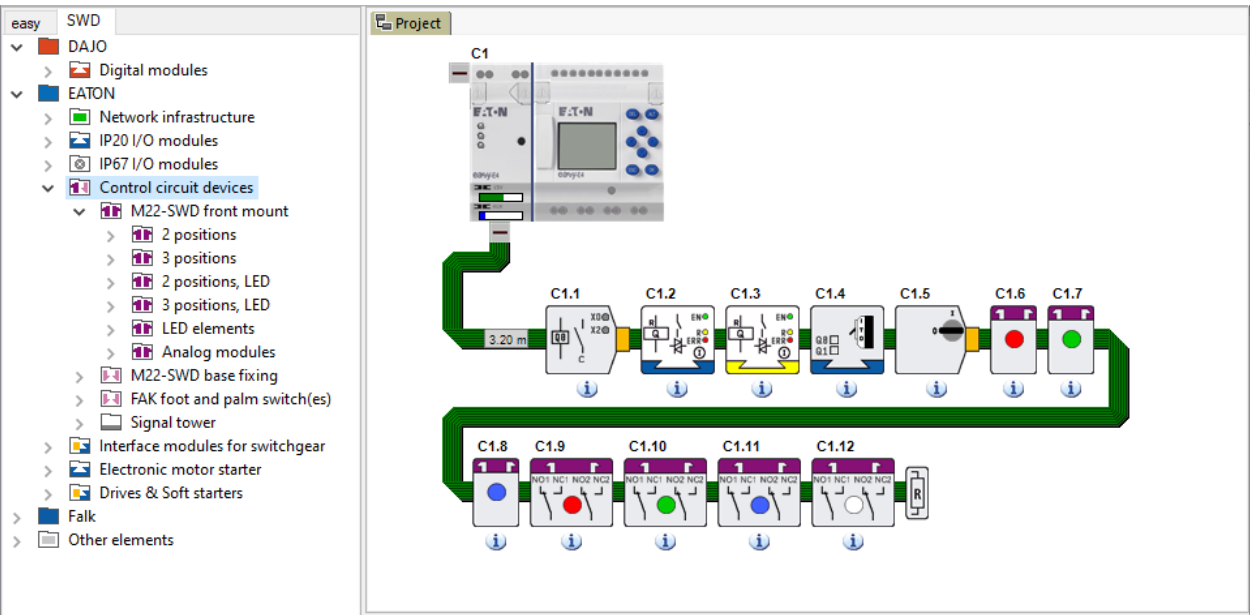 easy
SWD
DAJO
Digital modules
EATON
Network infrastructure
IP20 I/O modules
IP67 I/O modules
Control circuit devices
M22-SWD front mount
2 positions
3 positions
2 positions, LED
3 positions, LED
LED elements
Analog modules
M22-SWD base fixing
FAK foot and palm switch(es)
Signal tower
Interface modules for switchgear
Electronic motor starter
Drives & Soft starters
Falk
Other elements
Project
C1
E·T•N E·T•N
C1.1 C1.2 C1.3 C1.4 C1.5 C1.6 C1.7
3.20 m
X1 X2 C
R Q EN R ERR
R Q EN R ERR
I T O Q0 Q1
0 I
C1.8 C1.9 C1.10 C1.11 C1.12
NO1 NC1 NO2 NC2 NO1 NC1 NO2 NC2 NO1 NC1 NO2 NC2 NO1 NC1 NO2 NC2
R